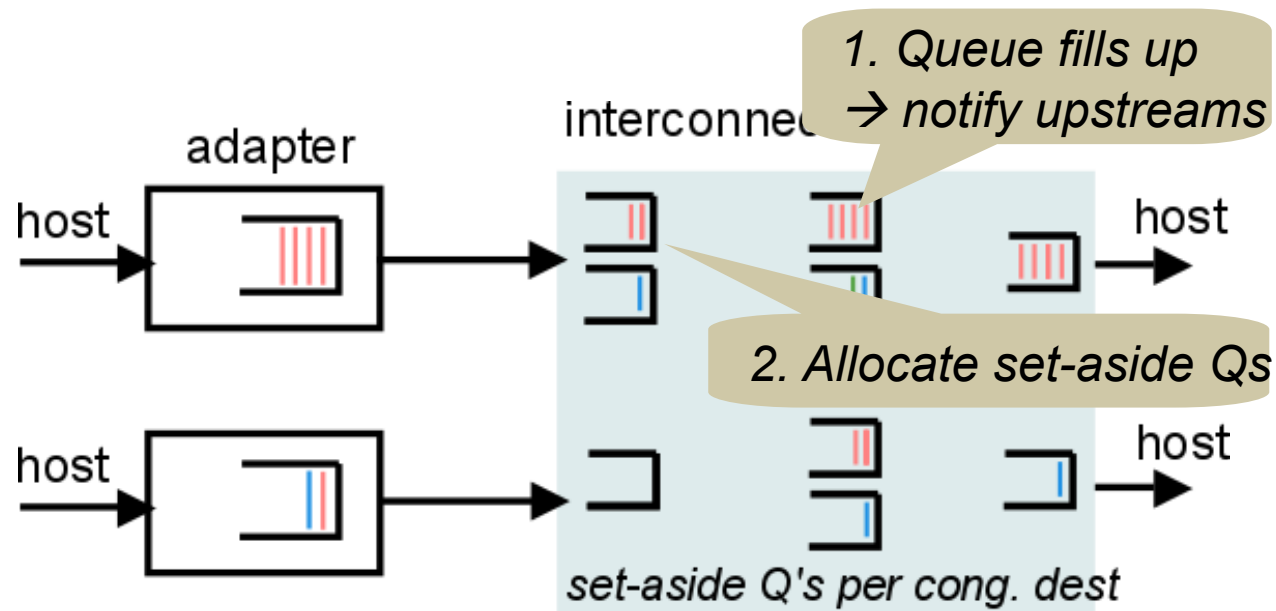 1. Queue fills up
→ notify upstreams
interconnec
adapter
host
host
2. Allocate set-aside Qs
host
host
set-aside Q's per cong. dest